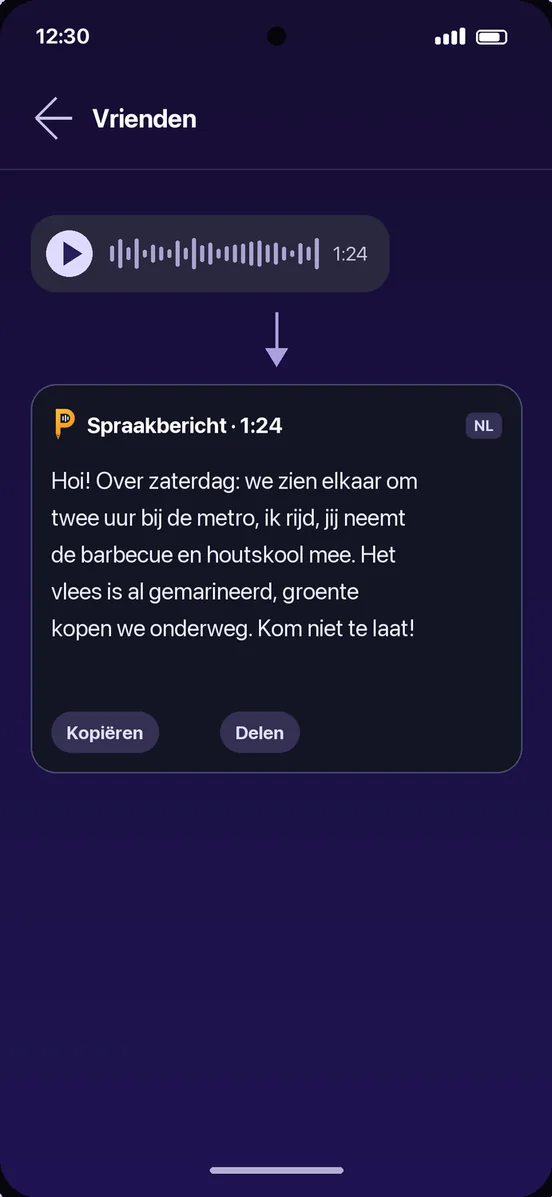 12:30
Vrienden
1:24
Spraakbericht · 1:24
NL
Hoi! Over zaterdag: we zien elkaar om
twee uur bij de metro, ik rijd, jij neemt
de barbecue en houtskool mee. Het
vlees is al gemarineerd, groente
kopen we onderweg. Kom niet te laat!
Kopiëren
Delen